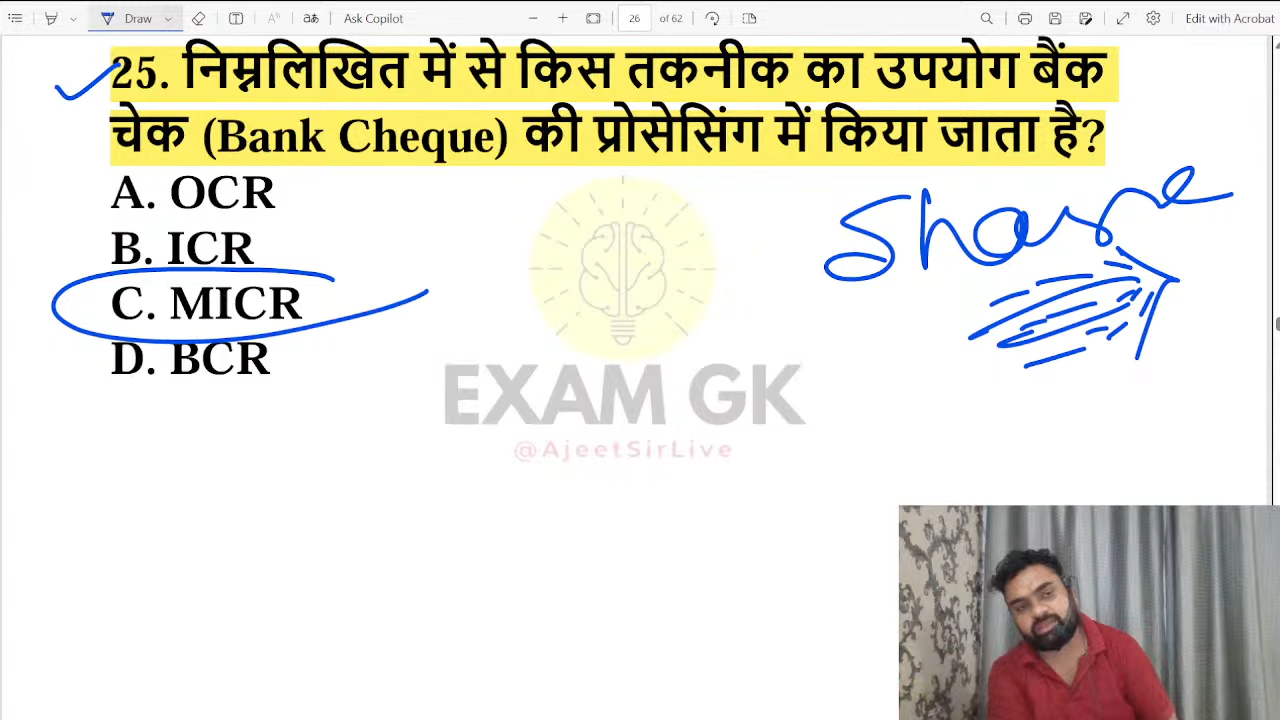 Draw
Ask Copilot
26 of 62
Edit with Acrobat
25. निम्नलिखित में से किस तकनीक का उपयोग बैंक
चेक (Bank Cheque) की प्रोसेसिंग में किया जाता है?
A. OCR
B. ICR
C. MICR
D. BCR
Share
EXAM GK
@AjeetSirLive